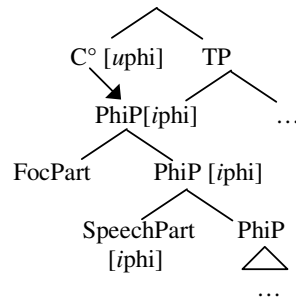 C° [uphi] TP
PhiP[iphi] …
FocPart PhiP [iphi]
SpeechPart PhiP
[iphi]
…